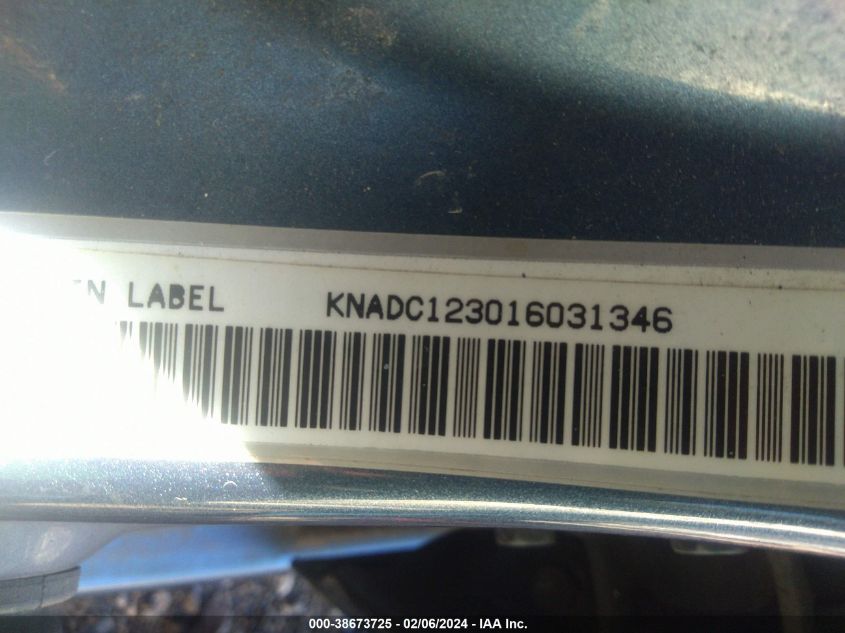 LABEL KNADC123016031346
000-38673725 - 02/06/2024 - IAA Inc.